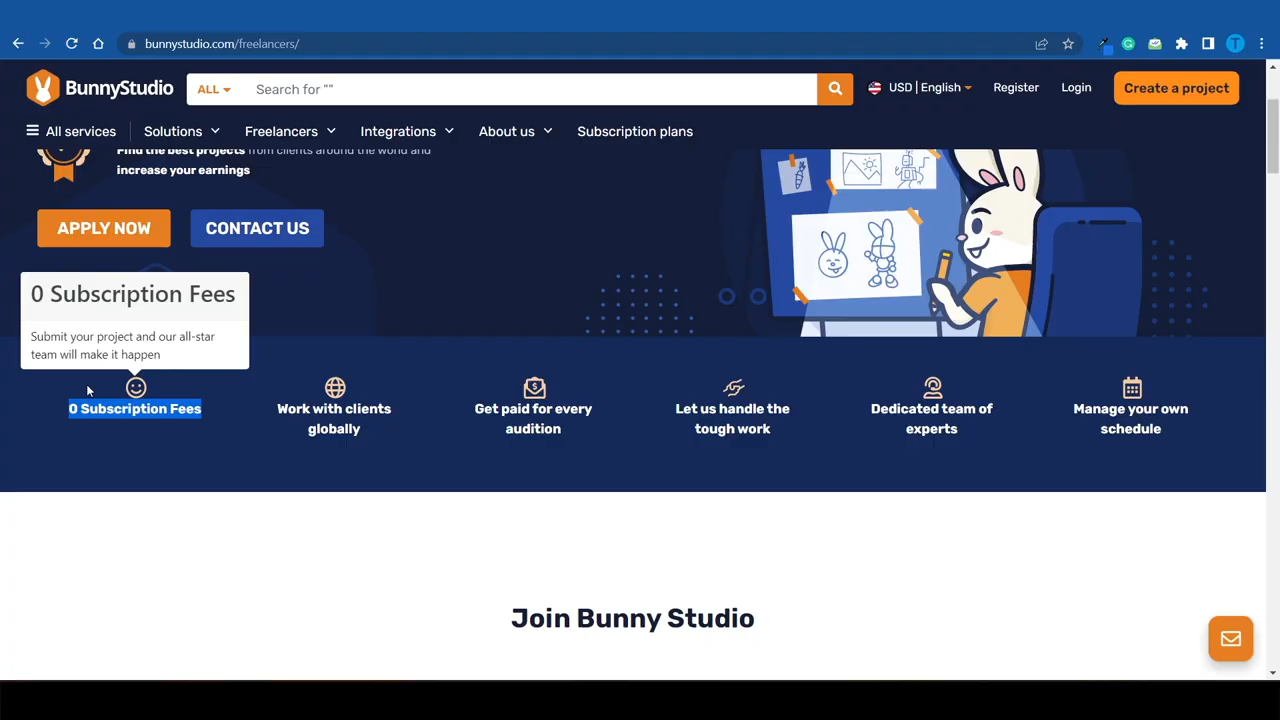 bunnystudio.com/freelancers/
T
BunnyStudio
ALL
Search for ""
USD | English
Register
Login
Create a project
All services
Solutions
Freelancers
Integrations
About us
Subscription plans
Find the best projects from clients around the world and
increase your earnings
APPLY NOW
CONTACT US
0 Subscription Fees
Submit your project and our all-star
team will make it happen
0 Subscription Fees
Work with clients
globally
Get paid for every
audition
Let us handle the
tough work
Dedicated team of
experts
Manage your own
schedule
Join Bunny Studio